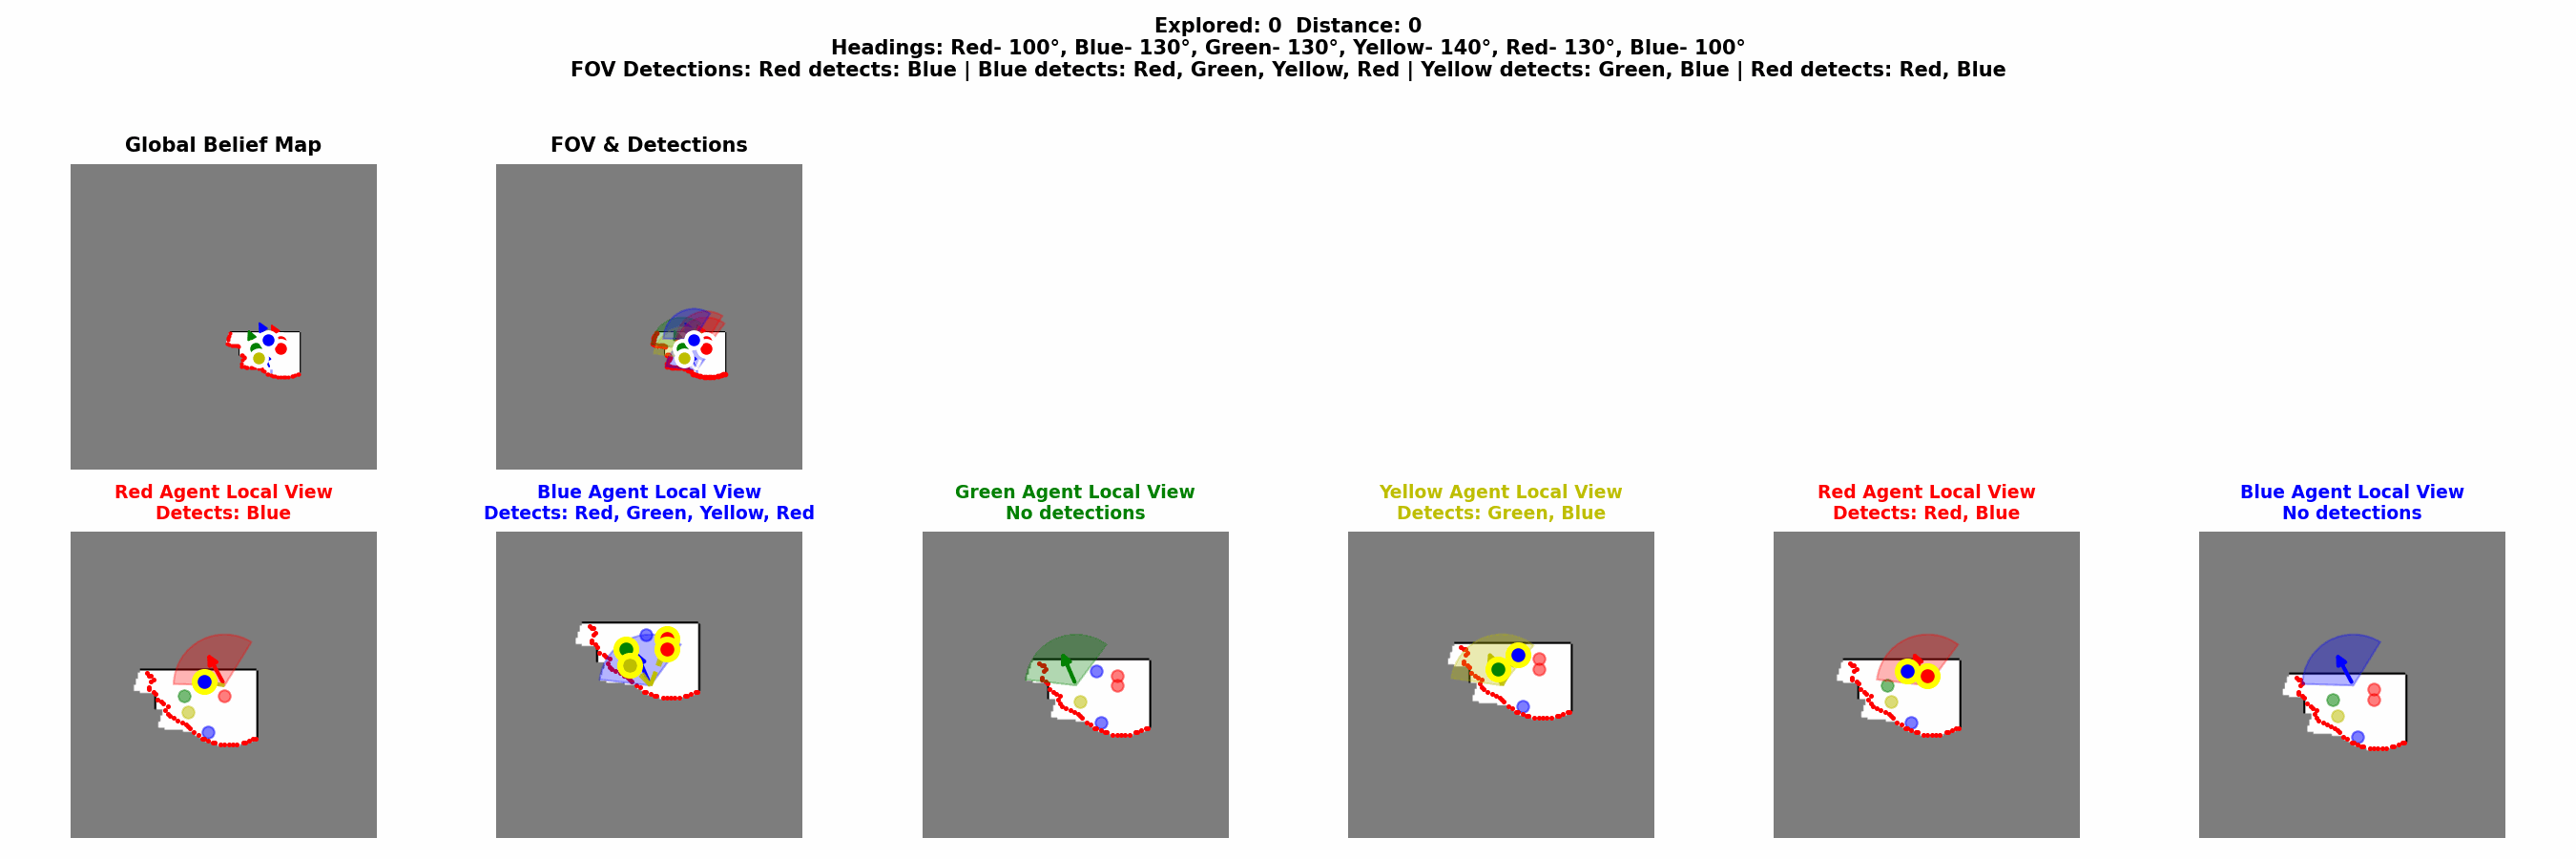 Explored: 0  Distance: 0
Headings: Red- 100°, Blue- 130°, Green- 130°, Yellow- 140°, Red- 130°, Blue- 100°
FOV Detections: Red detects: Blue | Blue detects: Red, Green, Yellow, Red | Yellow detects: Green, Blue | Red detects: Red, Blue
Global Belief Map
FOV & Detections
Red Agent Local View
Detects: Blue
Blue Agent Local View
Detects: Red, Green, Yellow, Red
Green Agent Local View
No detections
Yellow Agent Local View
Detects: Green, Blue
Red Agent Local View
Detects: Red, Blue
Blue Agent Local View
No detections